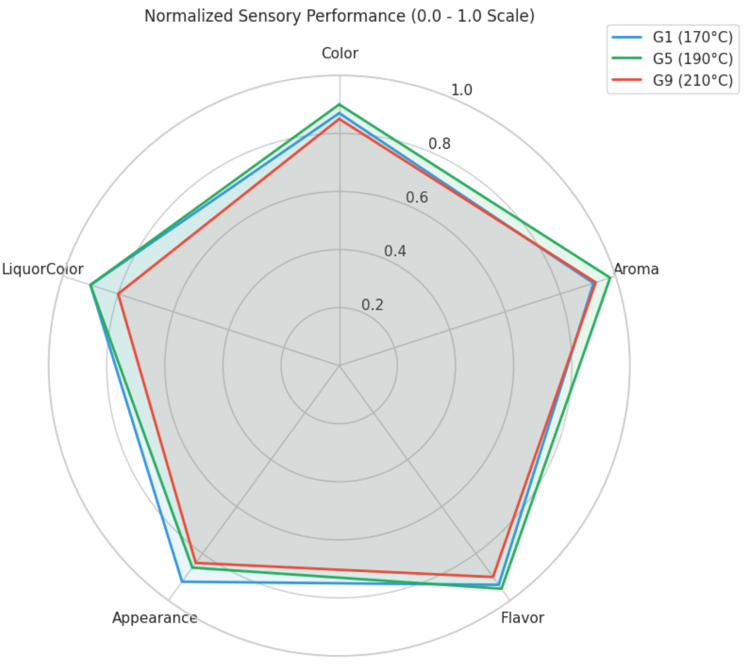 Normalized Sensory Performance (0.0 - 1.0 Scale)
G1 (170°C)
G5 (190°C)
G9 (210°C)
Color
1.0
0.8
0.6
0.4
0.2
LiquorColor
Aroma
Appearance
Flavor